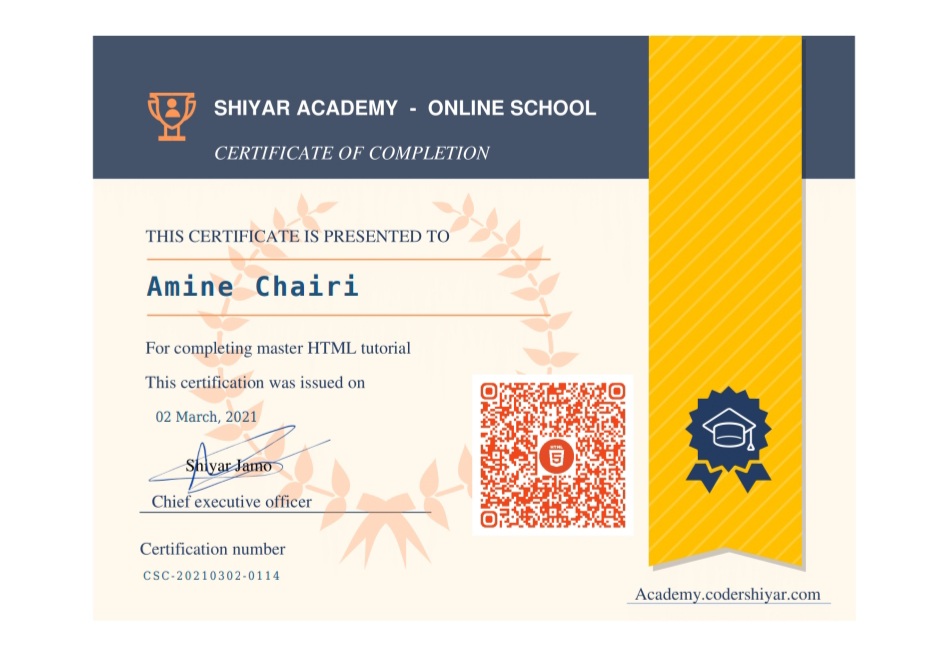 SHIYAR ACADEMY - ONLINE SCHOOL
CERTIFICATE OF COMPLETION
THIS CERTIFICATE IS PRESENTED TO
Amine Chairi
For completing master HTML tutorial
This certification was issued on
02 March, 2021
Shiyar Jamo
Chief executive officer
Certification number
CSC-20210302-0114
HTML
5
Academy.codershiyar.com